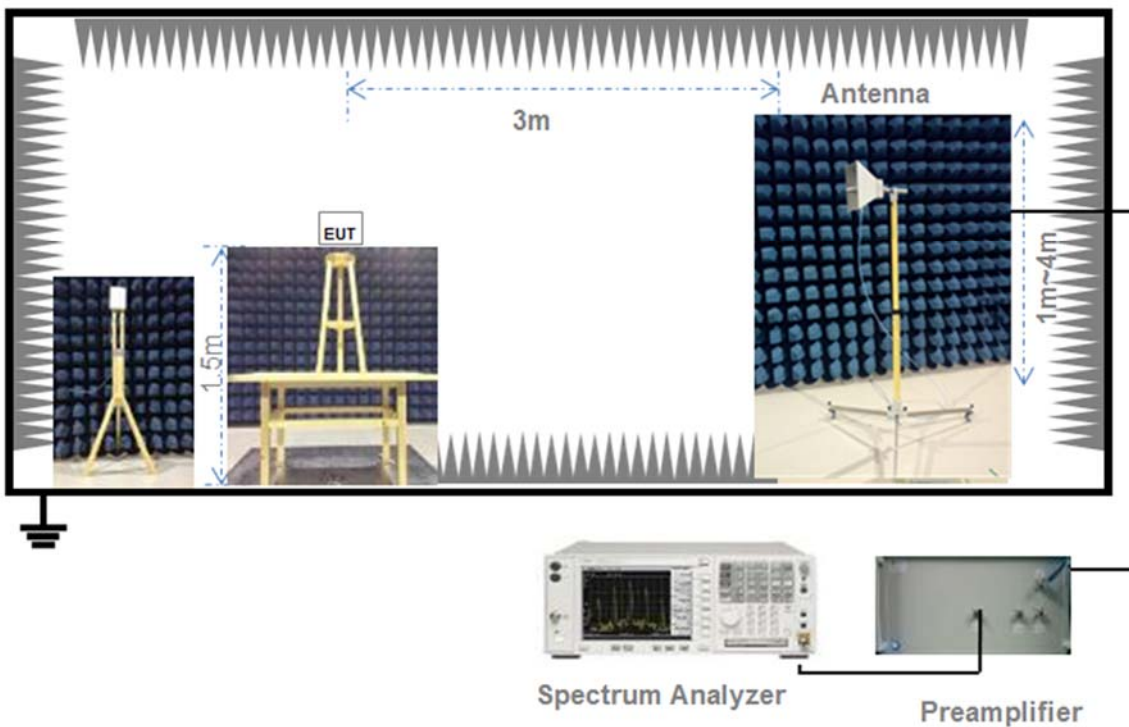 Antenna
3m
EUT
1.5m
1m~4m
Spectrum Analyzer
Preamplifier